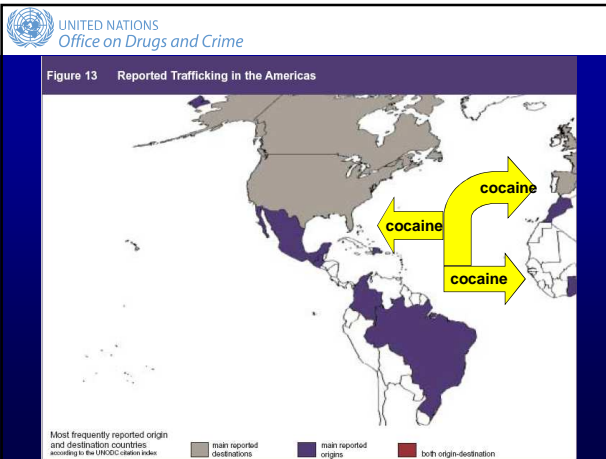 UNITED NATIONS
Office on Drugs and Crime
Figure 13 Reported Trafficking in the Americas
cocaine
cocaine
cocaine
Most frequently reported origin
and destination countries
according to the UNODC citation index
main reported
destinations
main reported
origins
both origin-destination